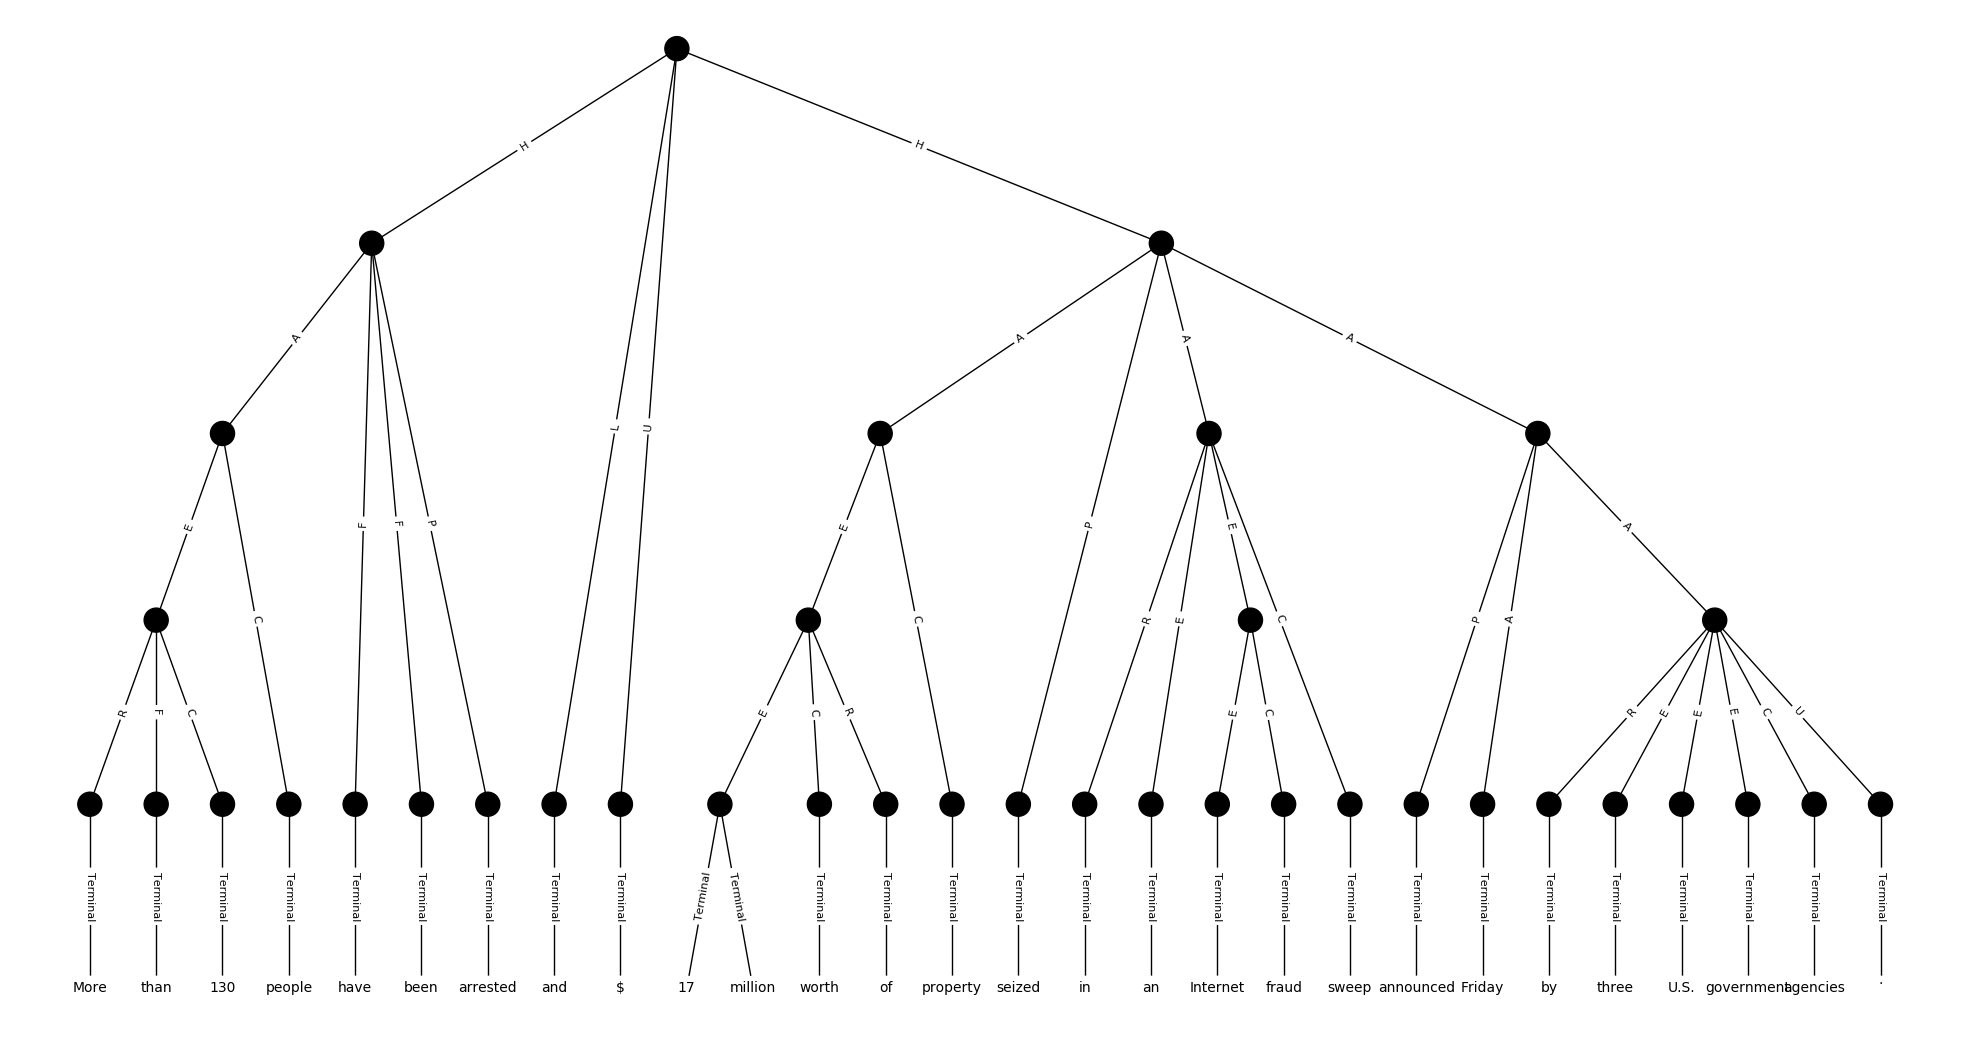 H H
A L U A A A
E C F F P E C P R E E C P A A
R F C E C R E C R E E E C U
Terminal Terminal Terminal Terminal Terminal Terminal Terminal Terminal Terminal Terminal Terminal Terminal Terminal Terminal Terminal Terminal Terminal Terminal Terminal Terminal Terminal Terminal Terminal Terminal Terminal Terminal Terminal Terminal
More than 130 people have been arrested and $ 17 million worth of property seized in an Internet fraud sweep announced Friday by three U.S. government agencies .